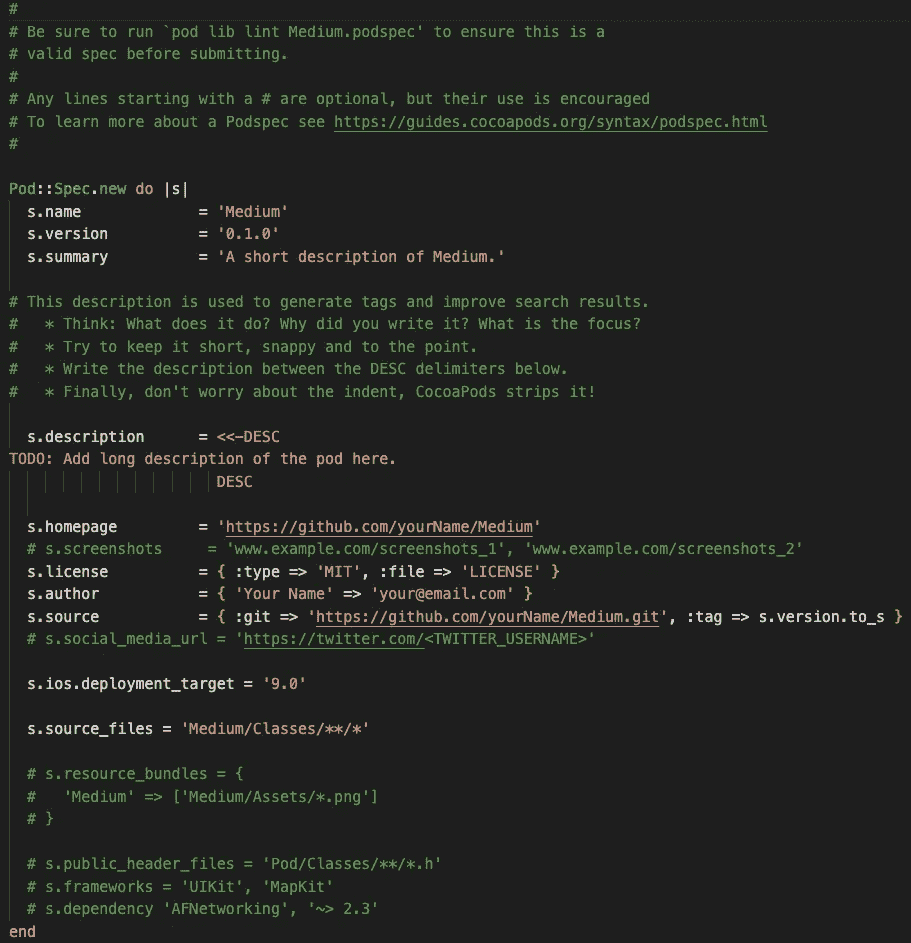 #
# Be sure to run `pod lib lint Medium.podspec' to ensure this is a
# valid spec before submitting.
#
# Any lines starting with a # are optional, but their use is encouraged
# To learn more about a Podspec see https://guides.cocoapods.org/syntax/podspec.html
#

Pod::Spec.new do |s|
  s.name             = 'Medium'
  s.version          = '0.1.0'
  s.summary          = 'A short description of Medium.'

# This description is used to generate tags and improve search results.
#   * Think: What does it do? Why did you write it? What is the focus?
#   * Try to keep it short, snappy and to the point.
#   * Write the description between the DESC delimiters below.
#   * Finally, don't worry about the indent, CocoaPods strips it!

  s.description      = <<-DESC
TODO: Add long description of the pod here.
                       DESC

  s.homepage         = 'https://github.com/yourName/Medium'
  # s.screenshots     = 'www.example.com/screenshots_1', 'www.example.com/screenshots_2'
  s.license          = { :type => 'MIT', :file => 'LICENSE' }
  s.author           = { 'Your Name' => 'your@email.com' }
  s.source           = { :git => 'https://github.com/yourName/Medium.git', :tag => s.version.to_s }
  # s.social_media_url = 'https://twitter.com/<TWITTER_USERNAME>'

  s.ios.deployment_target = '9.0'

  s.source_files = 'Medium/Classes/**/*'

  # s.resource_bundles = {
  #   'Medium' => ['Medium/Assets/*.png']
  # }

  # s.public_header_files = 'Pod/Classes/**/*.h'
  # s.frameworks = 'UIKit', 'MapKit'
  # s.dependency 'AFNetworking', '~> 2.3'
end